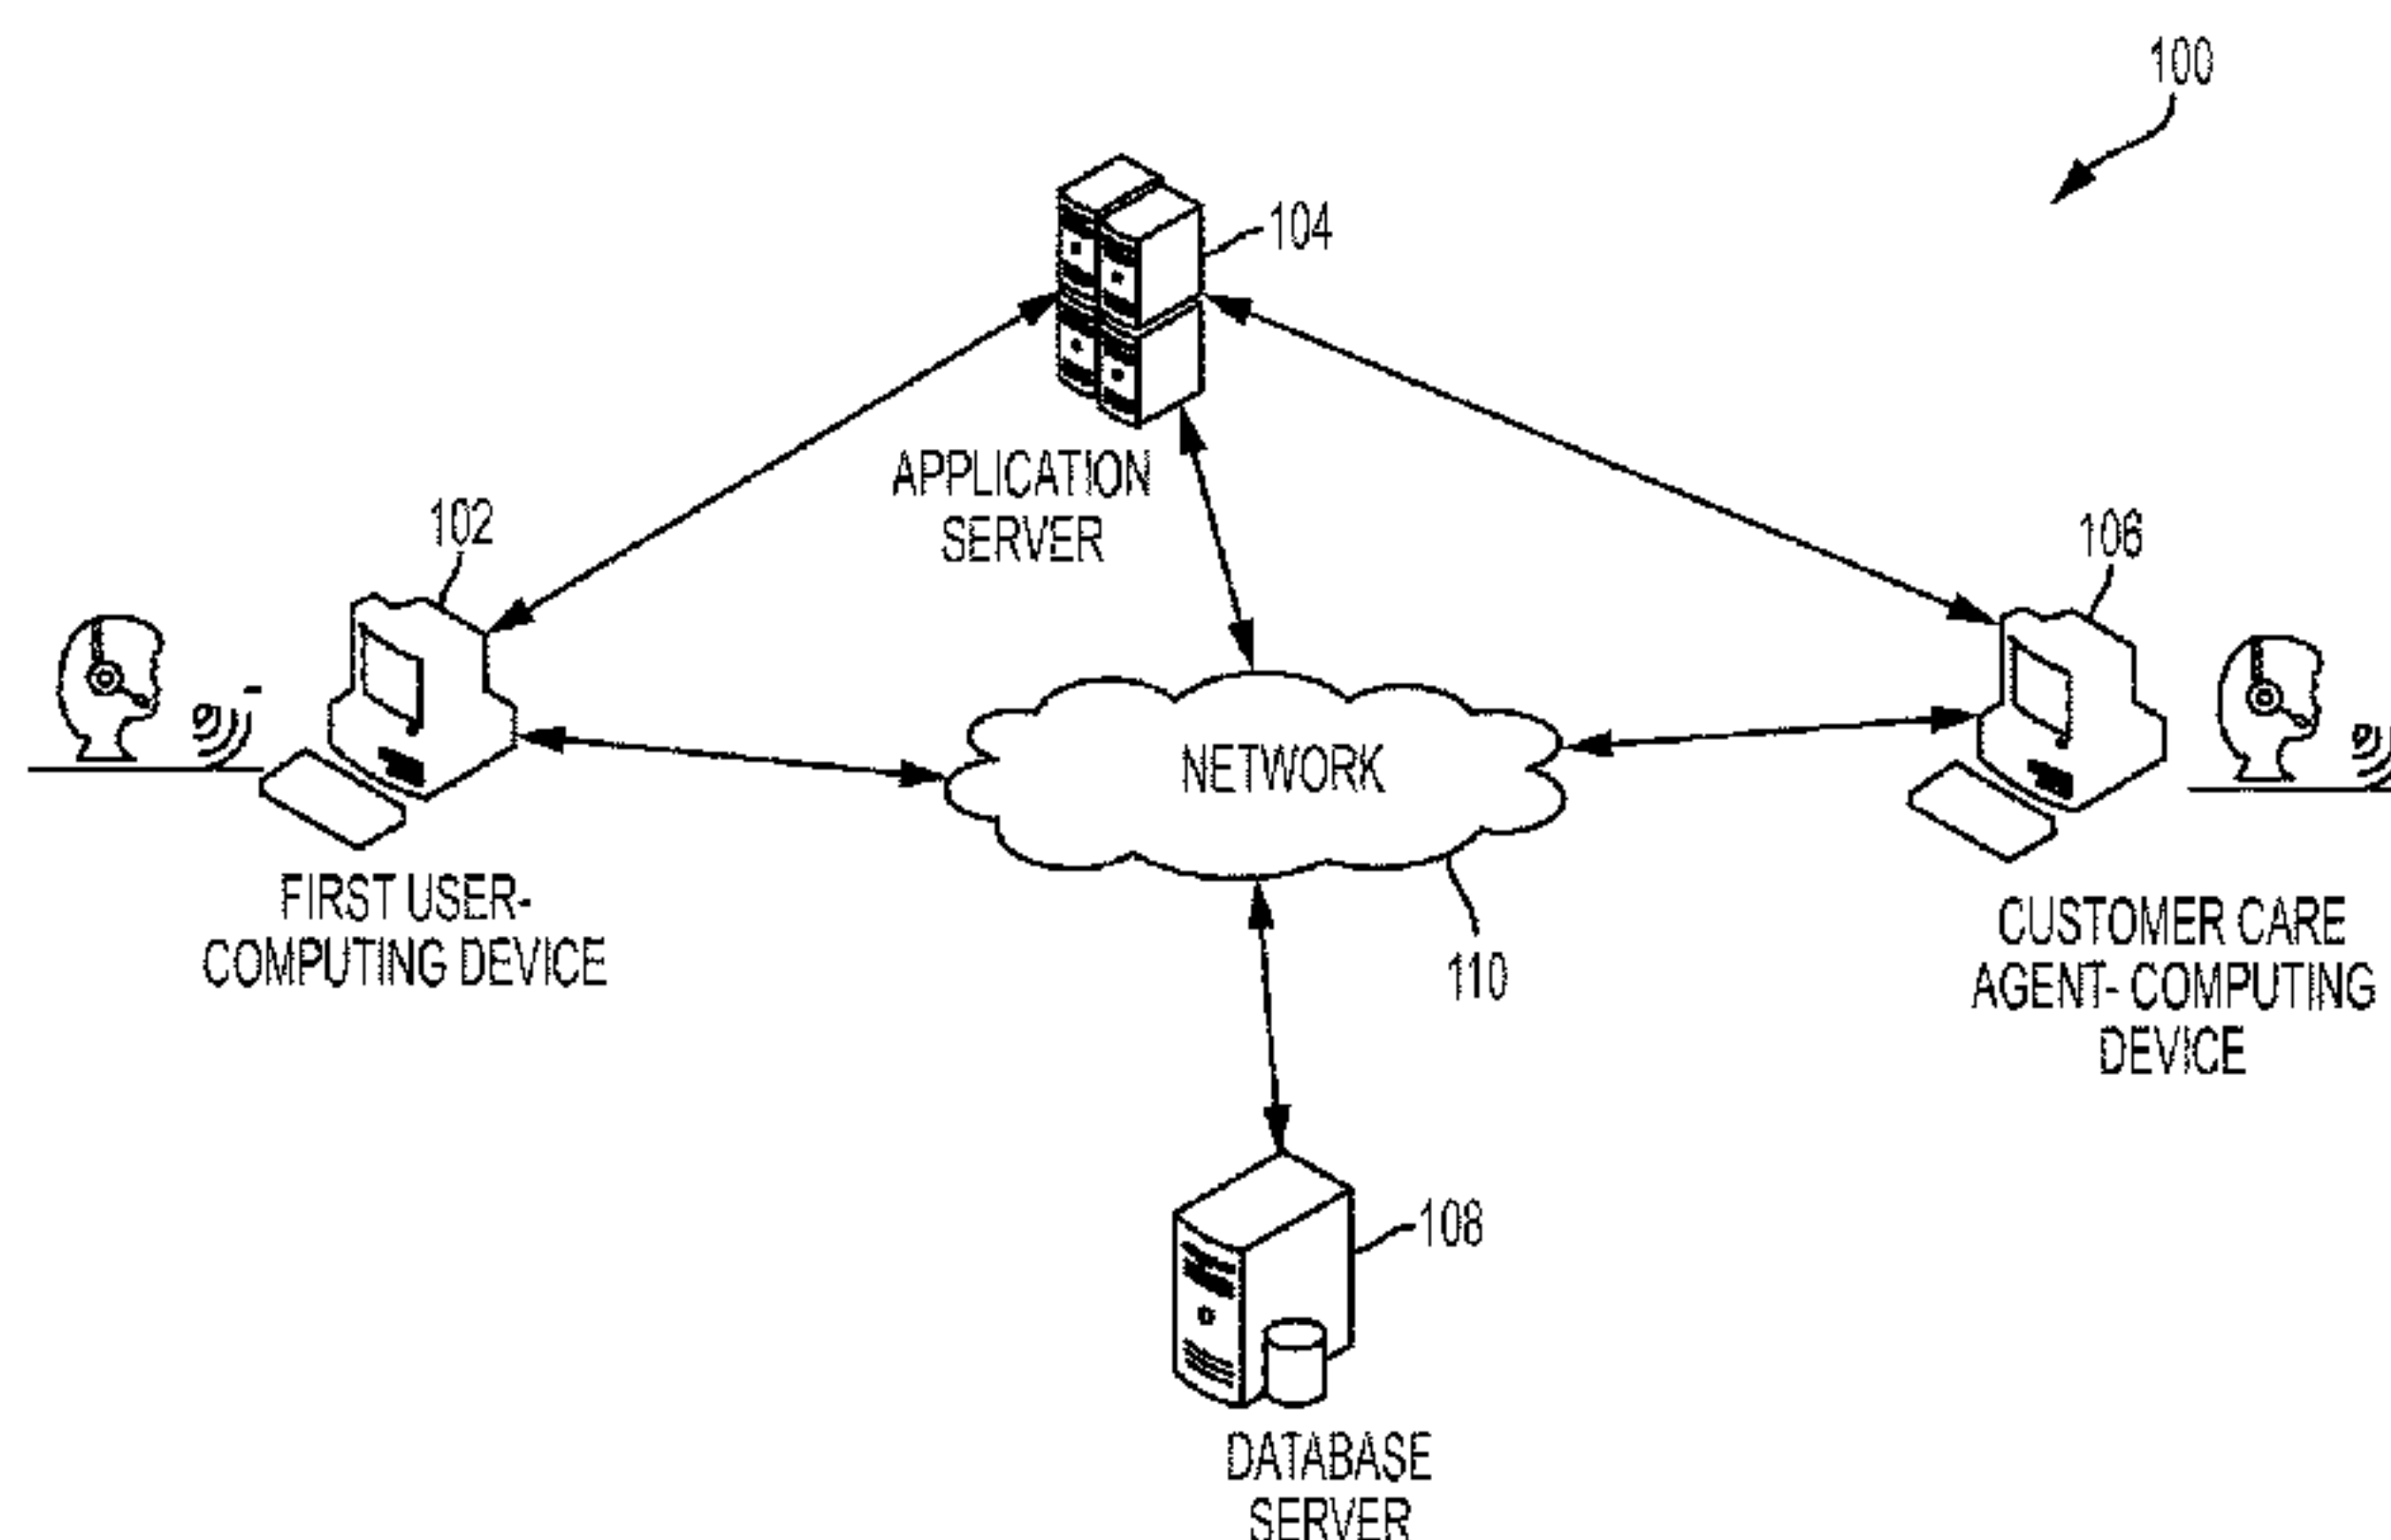 100
104
APPLICATION
SERVER
102
106
NETWORK
FIRST USER-
COMPUTING DEVICE
110
CUSTOMER CARE
AGENT- COMPUTING
DEVICE
108
DATABASE
SERVER